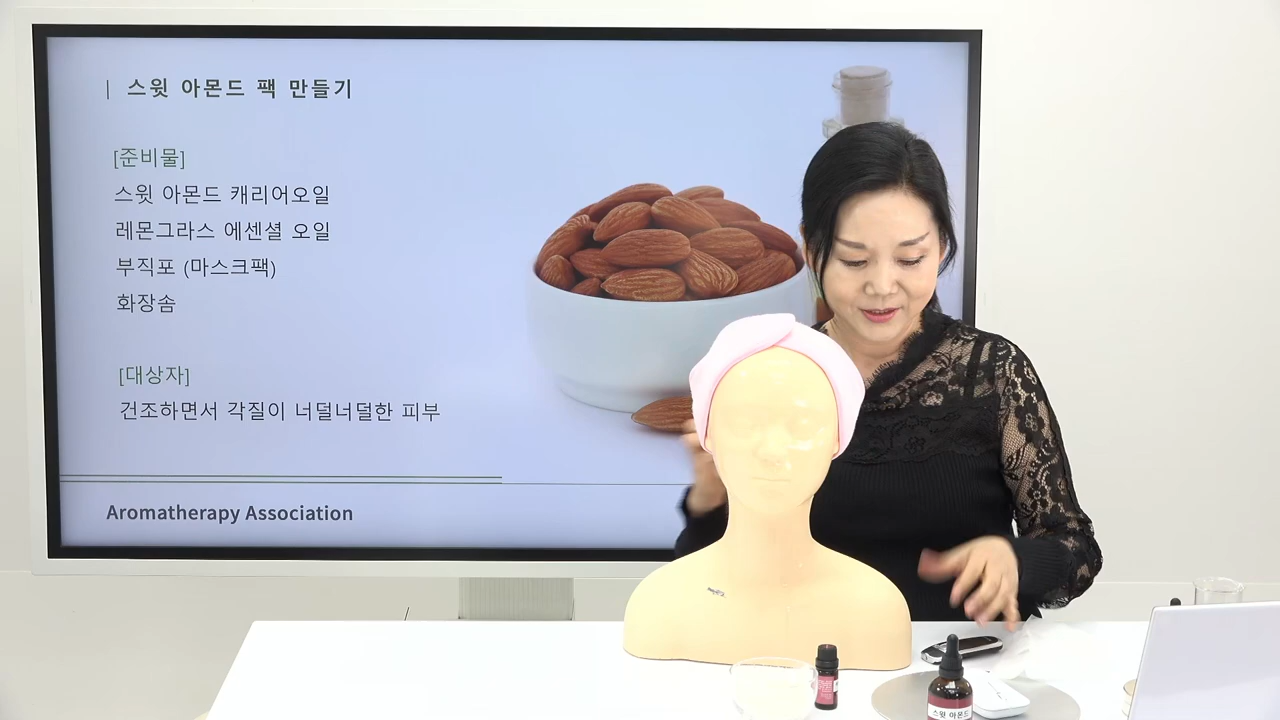 | 스윗 아몬드 팩 만들기
[준비물]
스윗 아몬드 캐리어오일
레몬그라스 에센셜 오일
부직포 (마스크팩)
화장솜
[대상자]
건조하면서 각질이 너덜너덜한 피부
Aromatherapy Association
스윗 아몬드